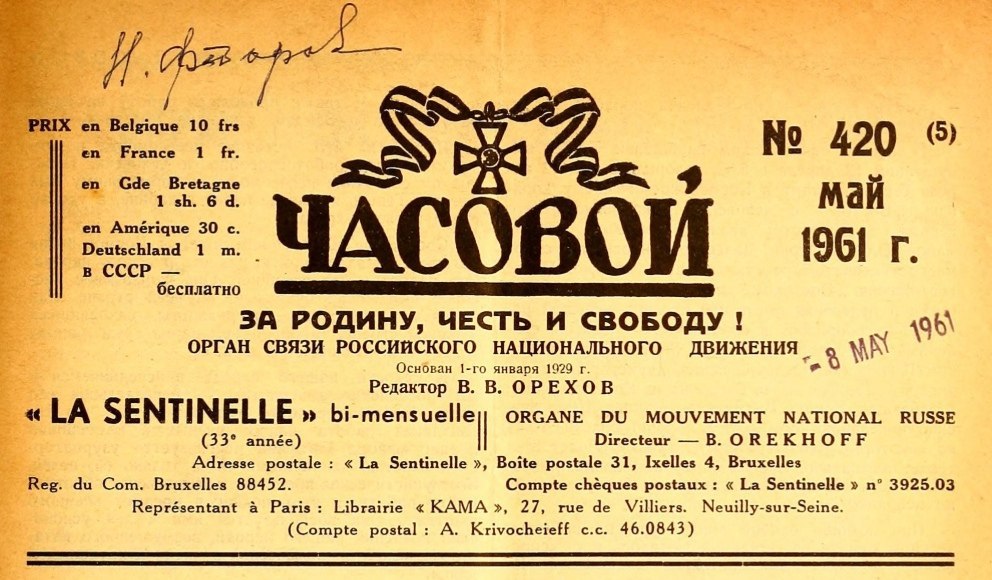 Н. Фтором
PRIX en Belgique 10 frs
en France 1 fr.
en Gde Bretagne
1 sh. 6 d.
en Amérique 30 c.
Deutschland 1 m.
в СССР —
бесплатно
ЧАСОВОЙ
№ 420 (5)
май
1961 г.
ЗА РОДИНУ, ЧЕСТЬ И СВОБОДУ !
ОРГАН СВЯЗИ РОССИЙСКОГО НАЦИОНАЛЬНОГО ДВИЖЕНИЯ
- 8 MAY 1961
Основан 1-го января 1929 г.
Редактор В. В. ОРЕХОВ
« LA SENTINELLE » bi-mensuelle
(33e année)
ORGANE DU MOUVEMENT NATIONAL RUSSE
Directeur — B. OREKHOFF
Adresse postale : « La Sentinelle », Boîte postale 31, Ixelles 4, Bruxelles
Reg. du Com. Bruxelles 88452. Compte chèques postaux : « La Sentinelle » n° 3925.03
Représentant à Paris : Librairie « KAMA », 27, rue de Villiers. Neuilly-sur-Seine.
(Compte postal : A. Krivocheieff c.c. 46.0843)